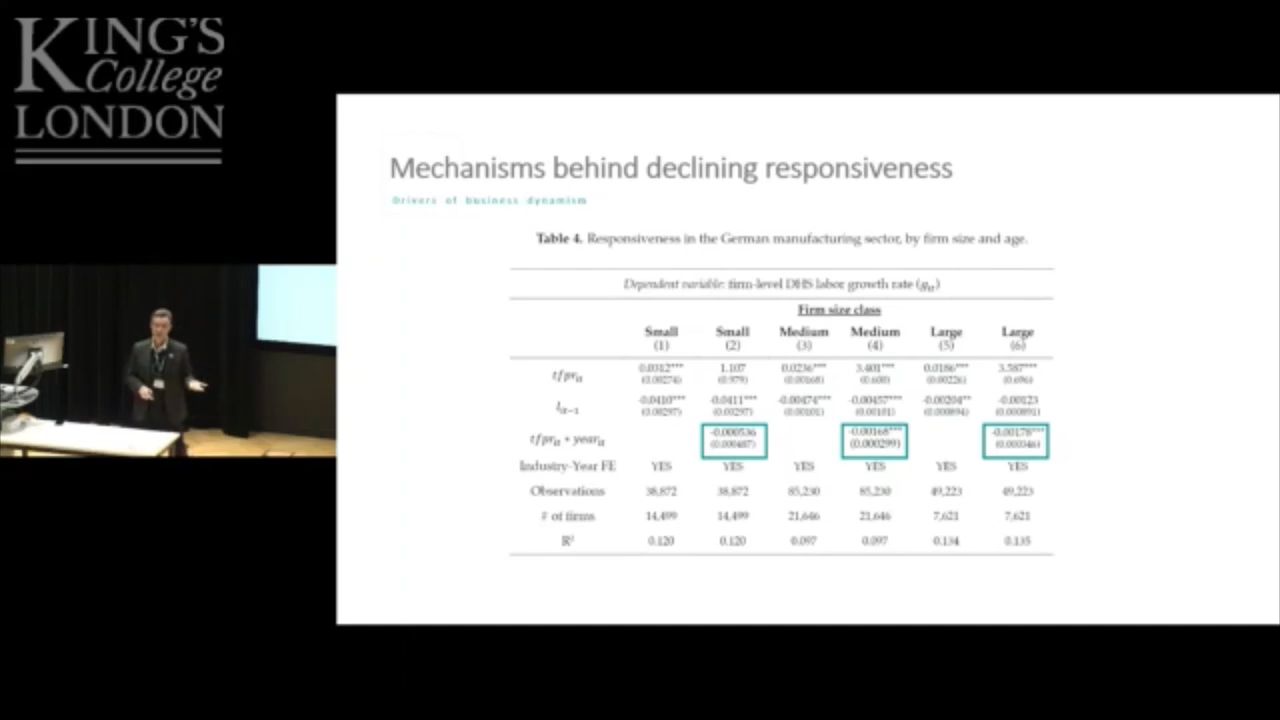 KING'S
College
LONDON
Mechanisms behind declining responsiveness
Drivers of business dynamism
Table 4. Responsiveness in the German manufacturing sector, by firm size and age.
Dependent variable: firm-level DHS labor growth rate (g_it)
Firm size class
Small Small Medium Medium Large Large
(1) (2) (3) (4) (5) (6)
tfpr_it 0.0312*** 1.107 0.0236*** 3.401*** 0.0186*** 3.587***
(0.00274) (0.979) (0.00168) (0.600) (0.00226) (0.696)
l_it−1 -0.0410*** -0.0411*** -0.00474*** -0.00457*** -0.00204** -0.00123
(0.00297) (0.00297) (0.00101) (0.00101) (0.000894) (0.000891)
tfpr_it * year_it -0.000536 -0.00168*** -0.00178***
(0.000487) (0.000299) (0.000346)
Industry-Year FE YES YES YES YES YES YES
Observations 38,872 38,872 85,230 85,230 49,223 49,223
# of firms 14,499 14,499 21,646 21,646 7,621 7,621
R² 0.120 0.120 0.097 0.097 0.134 0.135